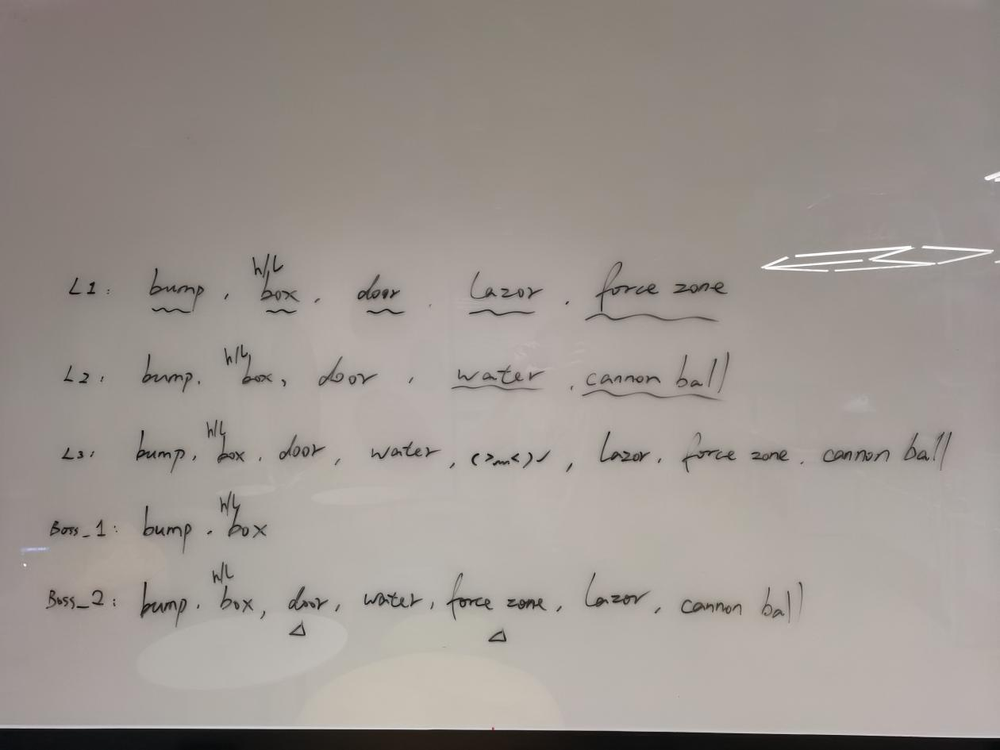 L1: bump, h/L box, door, Lazor, force zone
L2: bump, h/L box, door, water, cannon ball
L3: bump, h/L box, door, water, (>﹏<)✓, Lazor, force zone, cannon ball
Boss_1: bump, h/L box
Boss_2: bump, h/L box, door, water, force zone, Lazor, cannon ball
△ △